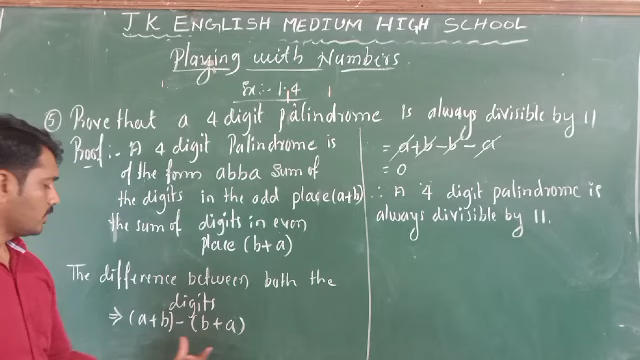 J K ENGLISH MEDIUM HIGH SCHOOL
Playing with Numbers.
Ex:- 1.4
⑤ Prove that a 4 digit palindrome is always divisible by 11
Proof :- A 4 digit Palindrome is
of the form abba sum of
the digits in the odd place (a+b)
the sum of digits in even
place (b+a)
The difference between both the
digits
⇒ (a+b) - (b+a)
= a+b-b-a
= 0
∴ A 4 digit palindrome is
always divisible by 11.